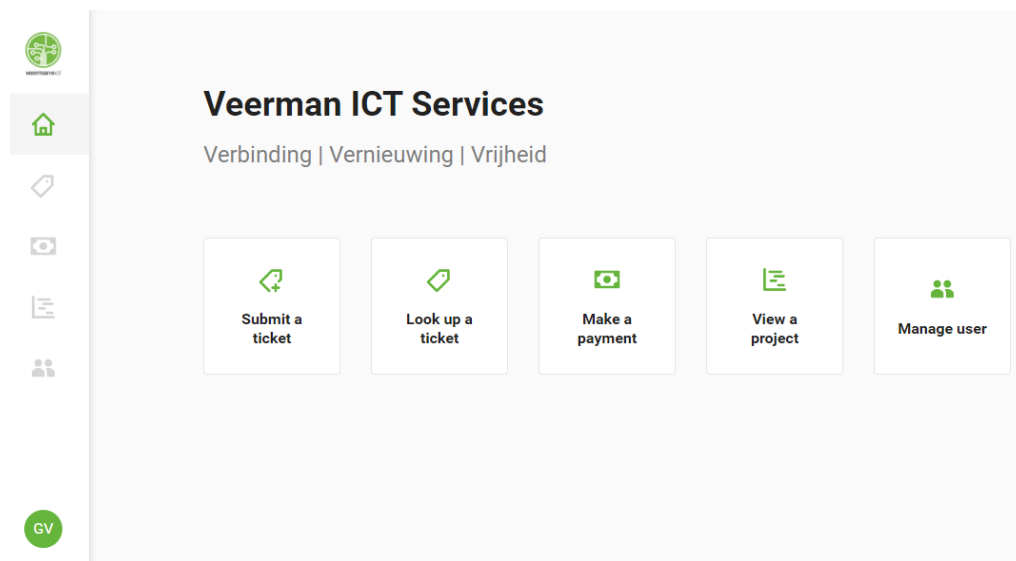 Veerman ICT Services
Verbinding | Vernieuwing | Vrijheid
Submit a
ticket
Look up a
ticket
Make a
payment
View a
project
Manage user
GV